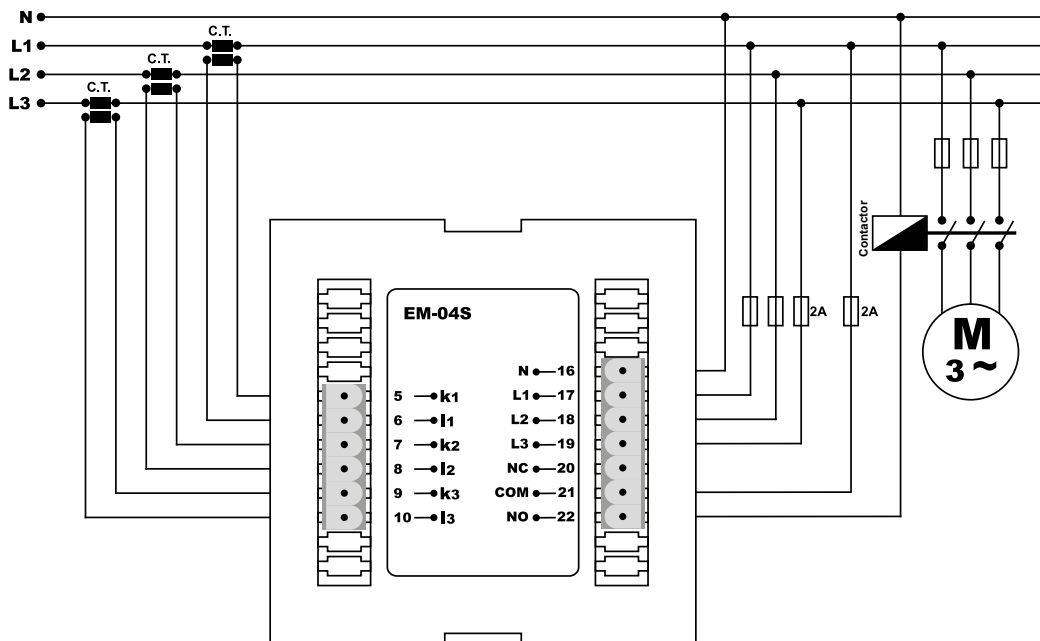 N
L1
L2
L3
C.T.
C.T.
C.T.
EM-04S
5 k1
6 l1
7 k2
8 l2
9 k3
10 l3
N 16
L1 17
L2 18
L3 19
NC 20
COM 21
NO 22
2A
2A
Contactor
M
3 ~